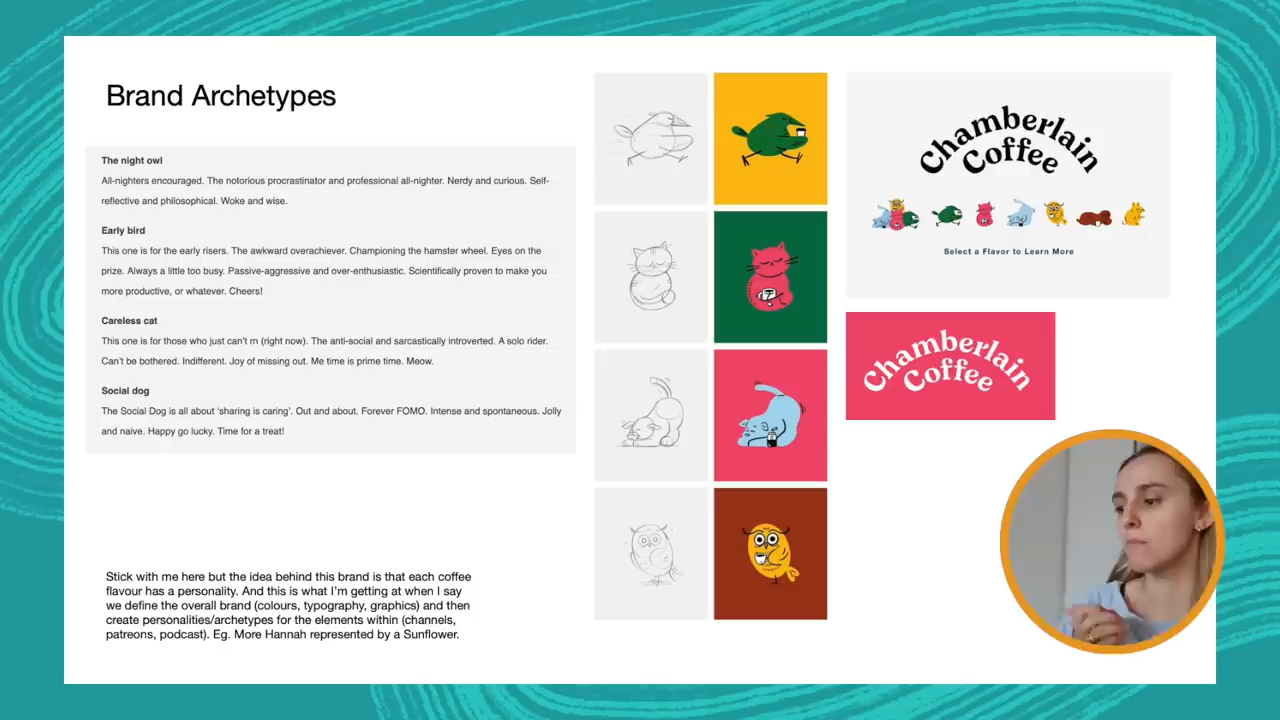 Brand Archetypes
The night owl
All-nighters encouraged. The notorious procrastinator and professional all-nighter. Nerdy and curious. Self-
reflective and philosophical. Woke and wise.
Early bird
This one is for the early risers. The awkward overachiever. Championing the hamster wheel. Eyes on the
prize. Always a little too busy. Passive-aggressive and over-enthusiastic. Scientifically proven to make you
more productive, or whatever. Cheers!
Careless cat
This one is for those who just can't m (right now). The anti-social and sarcastically introverted. A solo rider.
Can't be bothered. Indifferent. Joy of missing out. Me time is prime time. Meow.
Social dog
The Social Dog is all about 'sharing is caring'. Out and about. Forever FOMO. Intense and spontaneous. Jolly
and naive. Happy go lucky. Time for a treat!
Stick with me here but the idea behind this brand is that each coffee
flavour has a personality. And this is what I'm getting at when I say
we define the overall brand (colours, typography, graphics) and then
create personalities/archetypes for the elements within (channels,
patreons, podcast). Eg. More Hannah represented by a Sunflower.
Chamberlain
Coffee
Select a Flavor to Learn More
Chamberlain
Coffee